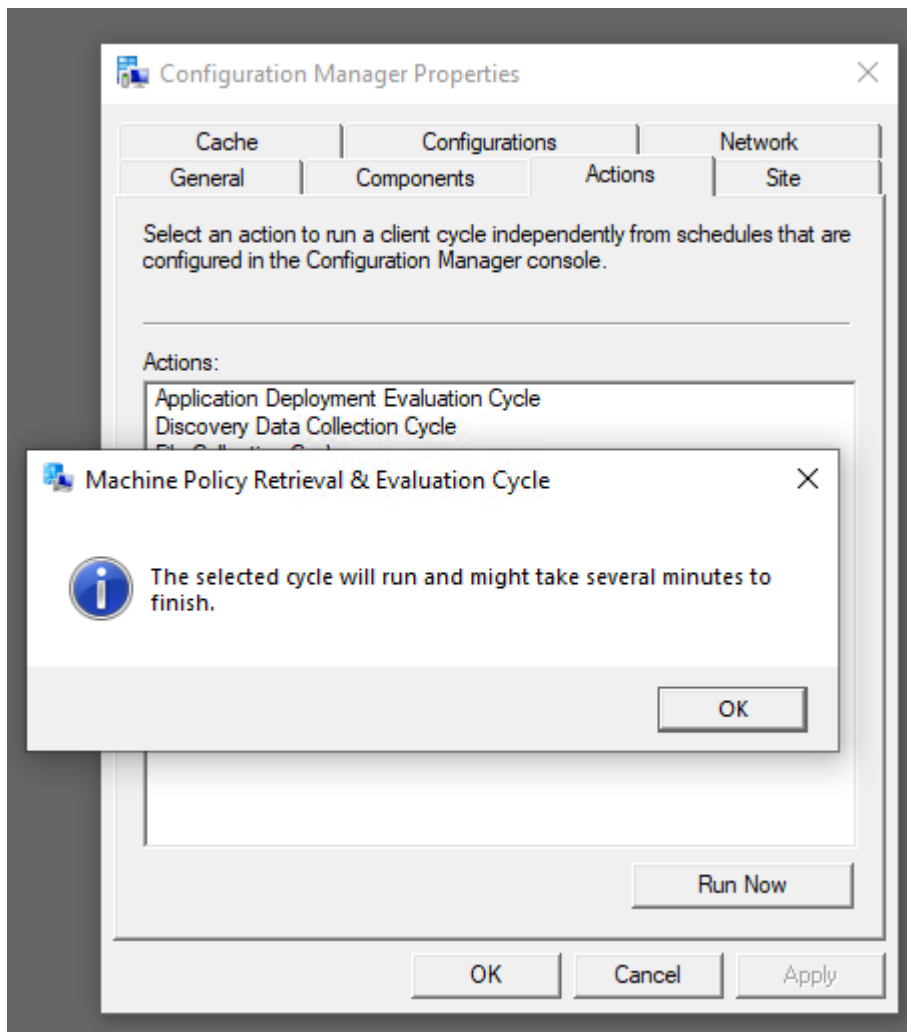 Configuration Manager Properties
Cache
Configurations
Network
General
Components
Actions
Site
Select an action to run a client cycle independently from schedules that are
configured in the Configuration Manager console.
Actions:
Application Deployment Evaluation Cycle
Discovery Data Collection Cycle
Machine Policy Retrieval & Evaluation Cycle
The selected cycle will run and might take several minutes to
finish.
OK
Run Now
OK
Cancel
Apply